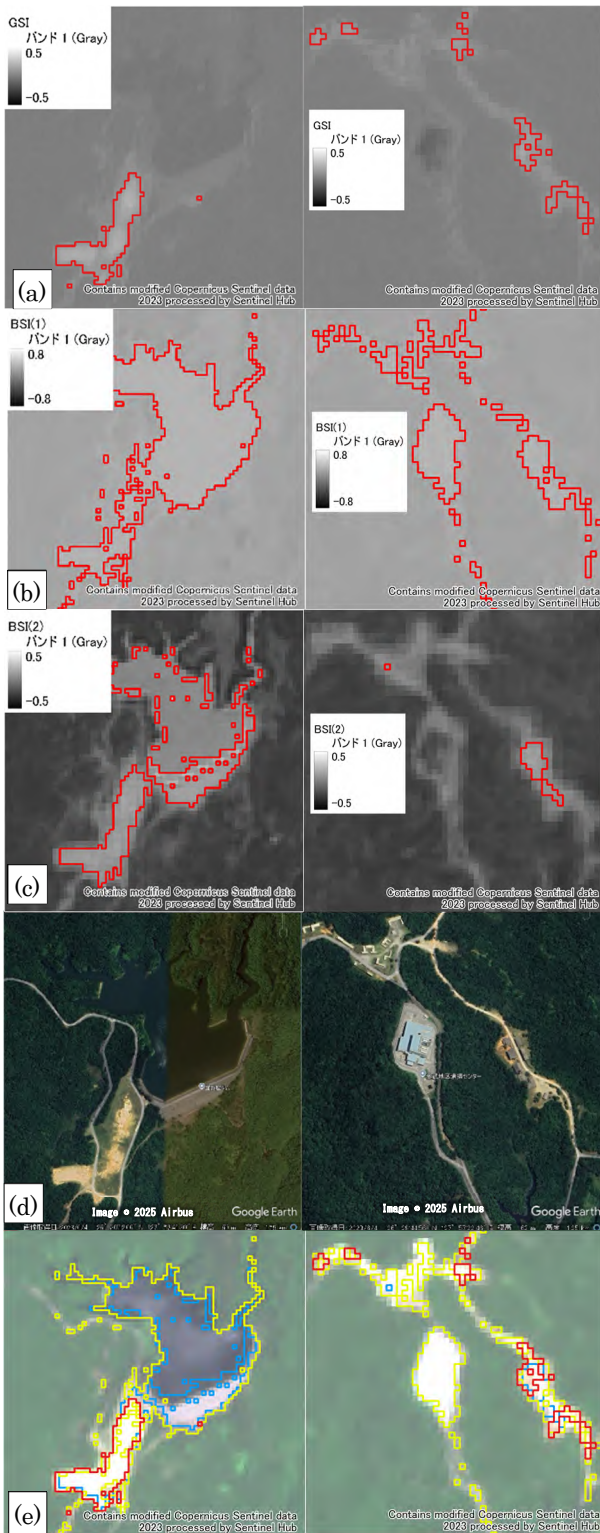 GSI
バンド 1 (Gray)
0.5
-0.5
(a)
Contains modified Copernicus Sentinel data
2023 processed by Sentinel Hub
GSI
バンド 1 (Gray)
0.5
-0.5
Contains modified Copernicus Sentinel data
2023 processed by Sentinel Hub
BSI(1)
バンド 1 (Gray)
0.8
-0.8
(b)
Contains modified Copernicus Sentinel data
2023 processed by Sentinel Hub
BSI(1)
バンド 1 (Gray)
0.8
-0.8
Contains modified Copernicus Sentinel data
2023 processed by Sentinel Hub
BSI(2)
バンド 1 (Gray)
0.5
-0.5
(c)
Contains modified Copernicus Sentinel data
2023 processed by Sentinel Hub
BSI(2)
バンド 1 (Gray)
0.5
-0.5
Contains modified Copernicus Sentinel data
2023 processed by Sentinel Hub
(d)
Image © 2025 Airbus
Google Earth
Image © 2025 Airbus
Google Earth
(e)
Contains modified Copernicus Sentinel data
2023 processed by Sentinel Hub
Contains modified Copernicus Sentinel data
2023 processed by Sentinel Hub